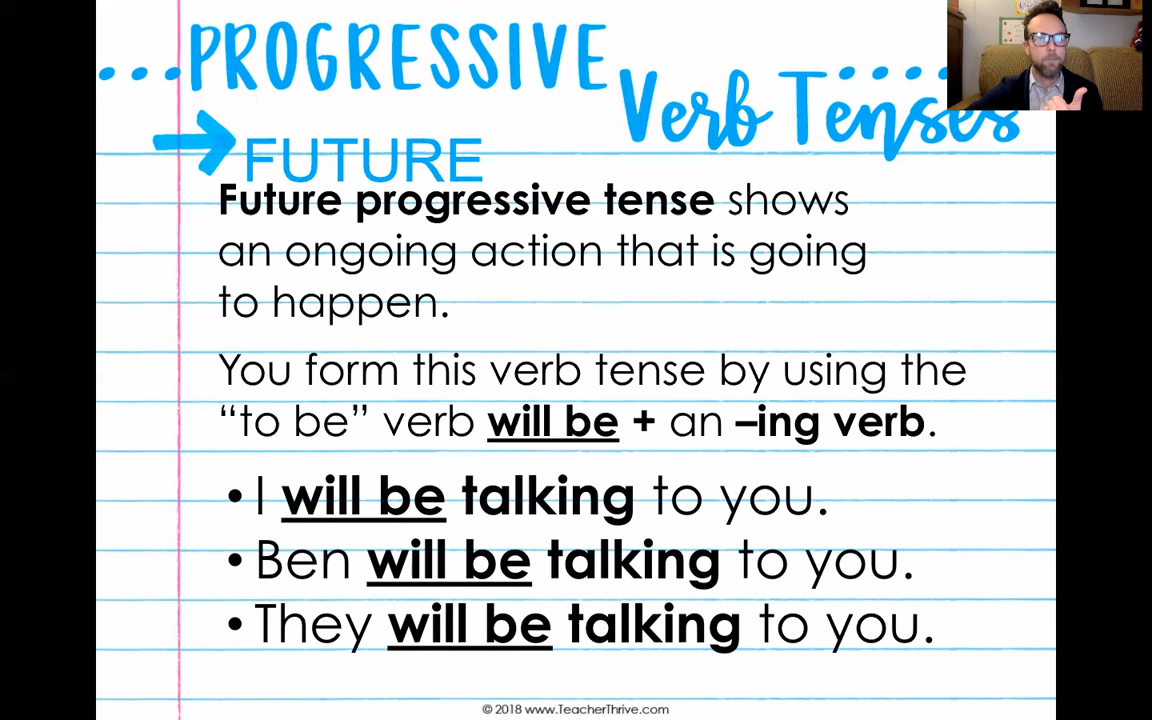 ...PROGRESSIVE
Verb Tenses
FUTURE
Future progressive tense shows
an ongoing action that is going
to happen.
You form this verb tense by using the
“to be” verb will be + an –ing verb.
• I will be talking to you.
• Ben will be talking to you.
• They will be talking to you.
© 2018 www.TeacherThrive.com